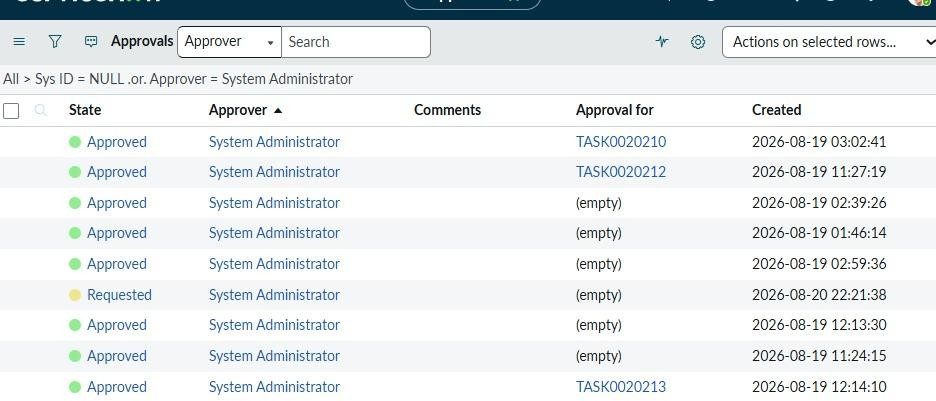 Approvals Approver Search Actions on selected rows...
All > Sys ID = NULL .or. Approver = System Administrator
State Approver Comments Approval for Created
Approved System Administrator TASK0020210 2026-08-19 03:02:41
Approved System Administrator TASK0020212 2026-08-19 11:27:19
Approved System Administrator (empty) 2026-08-19 02:39:26
Approved System Administrator (empty) 2026-08-19 01:46:14
Approved System Administrator (empty) 2026-08-19 02:59:36
Requested System Administrator (empty) 2026-08-20 22:21:38
Approved System Administrator (empty) 2026-08-19 12:13:30
Approved System Administrator (empty) 2026-08-19 11:24:15
Approved System Administrator TASK0020213 2026-08-19 12:14:10